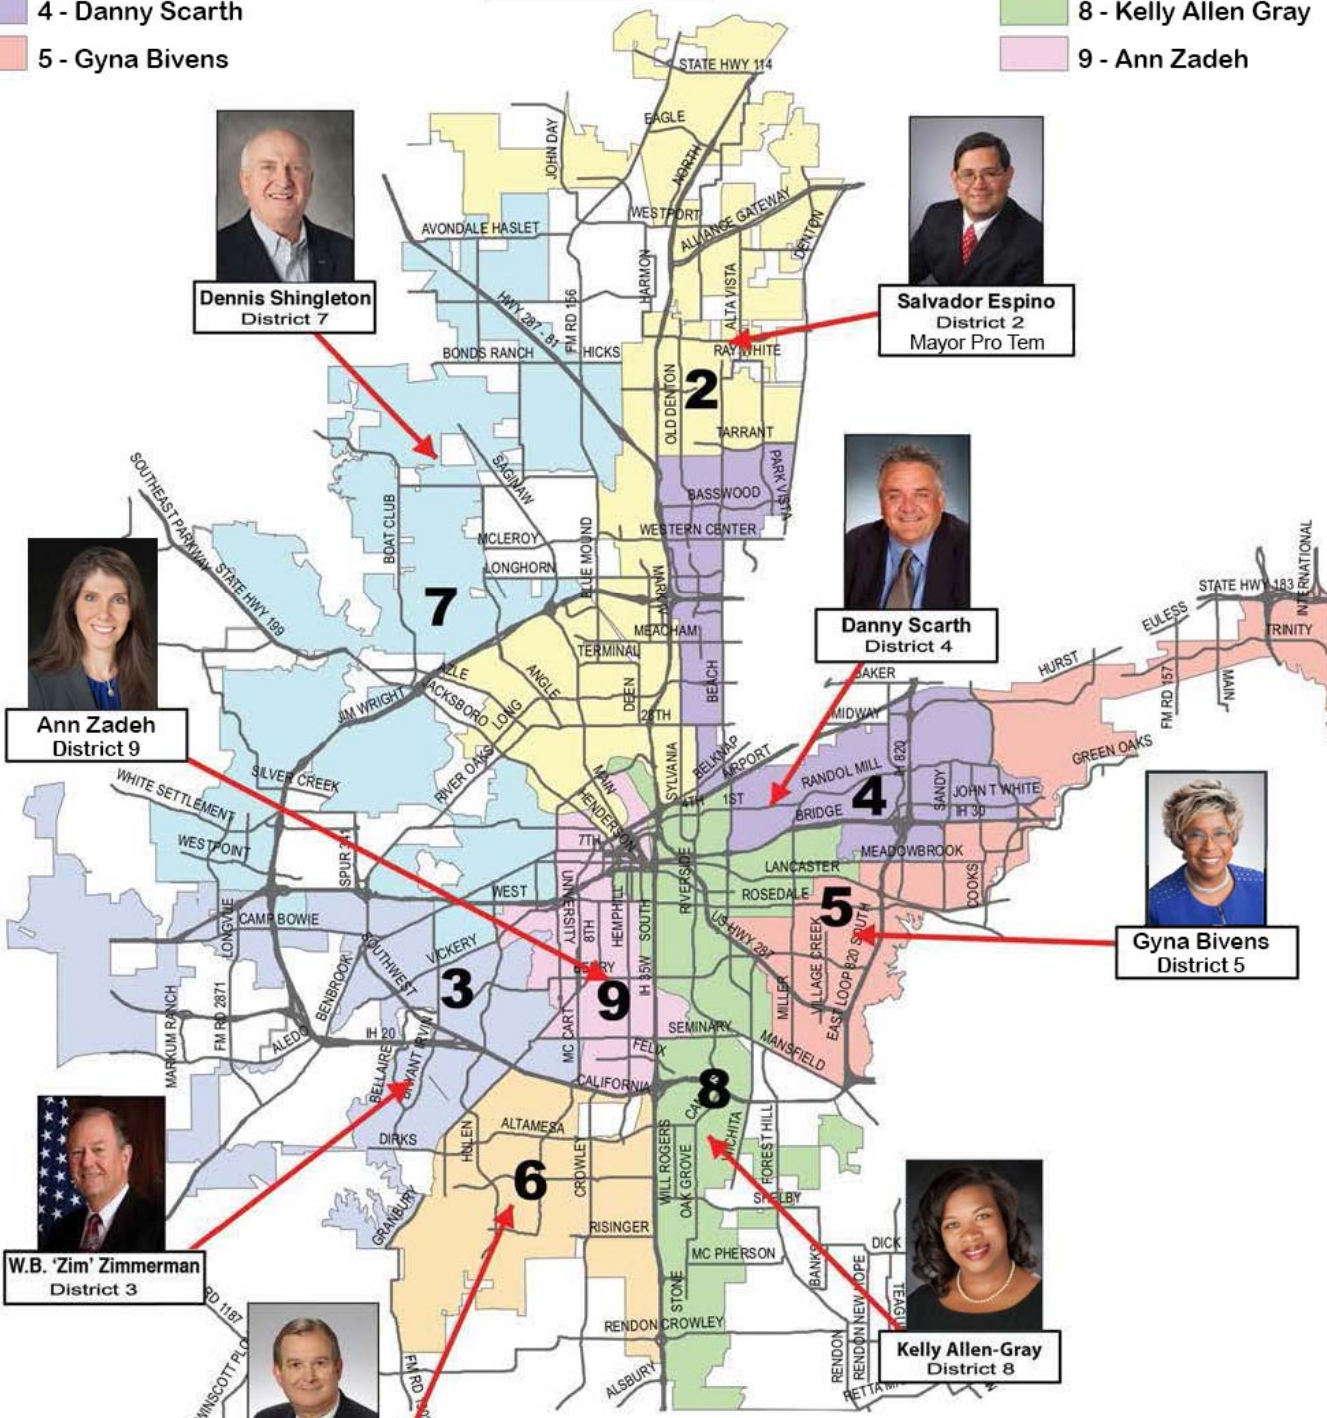 4 - Danny Scarth
5 - Gyna Bivens
8 - Kelly Allen Gray
9 - Ann Zadeh
STATE HWY 114
EAGLE
JOHN DAY
NORTH
WESTPORT
ALLIANCE GATEWAY
AVONDALE HASLET
DENTON
HARMON
ALTA VISTA
Dennis Shingleton
District 7
Salvador Espino
District 2
Mayor Pro Tem
HWY 287 - 81
FM RD 156
BONDS RANCH
HICKS
RAY WHITE
OLD DENTON
2
TARRANT
SAGINAW
BASSWOOD
PARK VISTA
SOUTHEAST PARKWAY
STATE HWY 199
BOAT CLUB
MCLEROY
BLUE MOUND
WESTERN CENTER
LONGHORN
7
MARK IV
MEACHAM
TERMINAL
Danny Scarth
District 4
INTERNATIONAL
STATE HWY 183
EULESS
TRINITY
HURST
FM RD 157
MAIN
AZLE
JACKSBORO
ANGLE
LONG
DEEN
BEACH
28TH
JIM WRIGHT
BAKER
MIDWAY
Ann Zadeh
District 9
GREEN OAKS
RIVER OAKS
SILVER CREEK
WHITE SETTLEMENT
MAIN
HENDERSON
SYLVANIA
BELKNAP
AIRPORT
RANDOL MILL
IH 820
4
SANDY
JOHN T WHITE
IH 30
4TH
1ST
BRIDGE
WESTPOINT
SPUR 341
7TH
MEADOWBROOK
LANCASTER
RIVERSIDE
ROSEDALE
COOKS
WEST
UNIVERSITY
8TH
HEMPHILL
SOUTH
5
US HWY 287
CAMP BOWIE
LONGVUE
SOUTHWEST
VICKERY
Gyna Bivens
District 5
BERRY
IH 35W
VILLAGE CREEK
EAST LOOP 820 SOUTH
MILLER
3
9
BENBROOK
MARKUM RANCH
FM RD 2871
ALEDO
IH 20
BELLAIRE
BRYANT IRVIN
MC CART
SEMINARY
FELIX
MANSFIELD
CALIFORNIA
8
DIRKS
HULEN
ALTAMESA
CROWLEY
WILL ROGERS
OAK GROVE
WICHITA
FOREST HILL
6
GRANBURY
SHELBY
RISINGER
MC PHERSON
BANKS
DICK
W.B. 'Zim' Zimmerman
District 3
STONE
RENDON CROWLEY
RENDON
RENDON NEW HOPE
Kelly Allen-Gray
District 8
ALSBURY